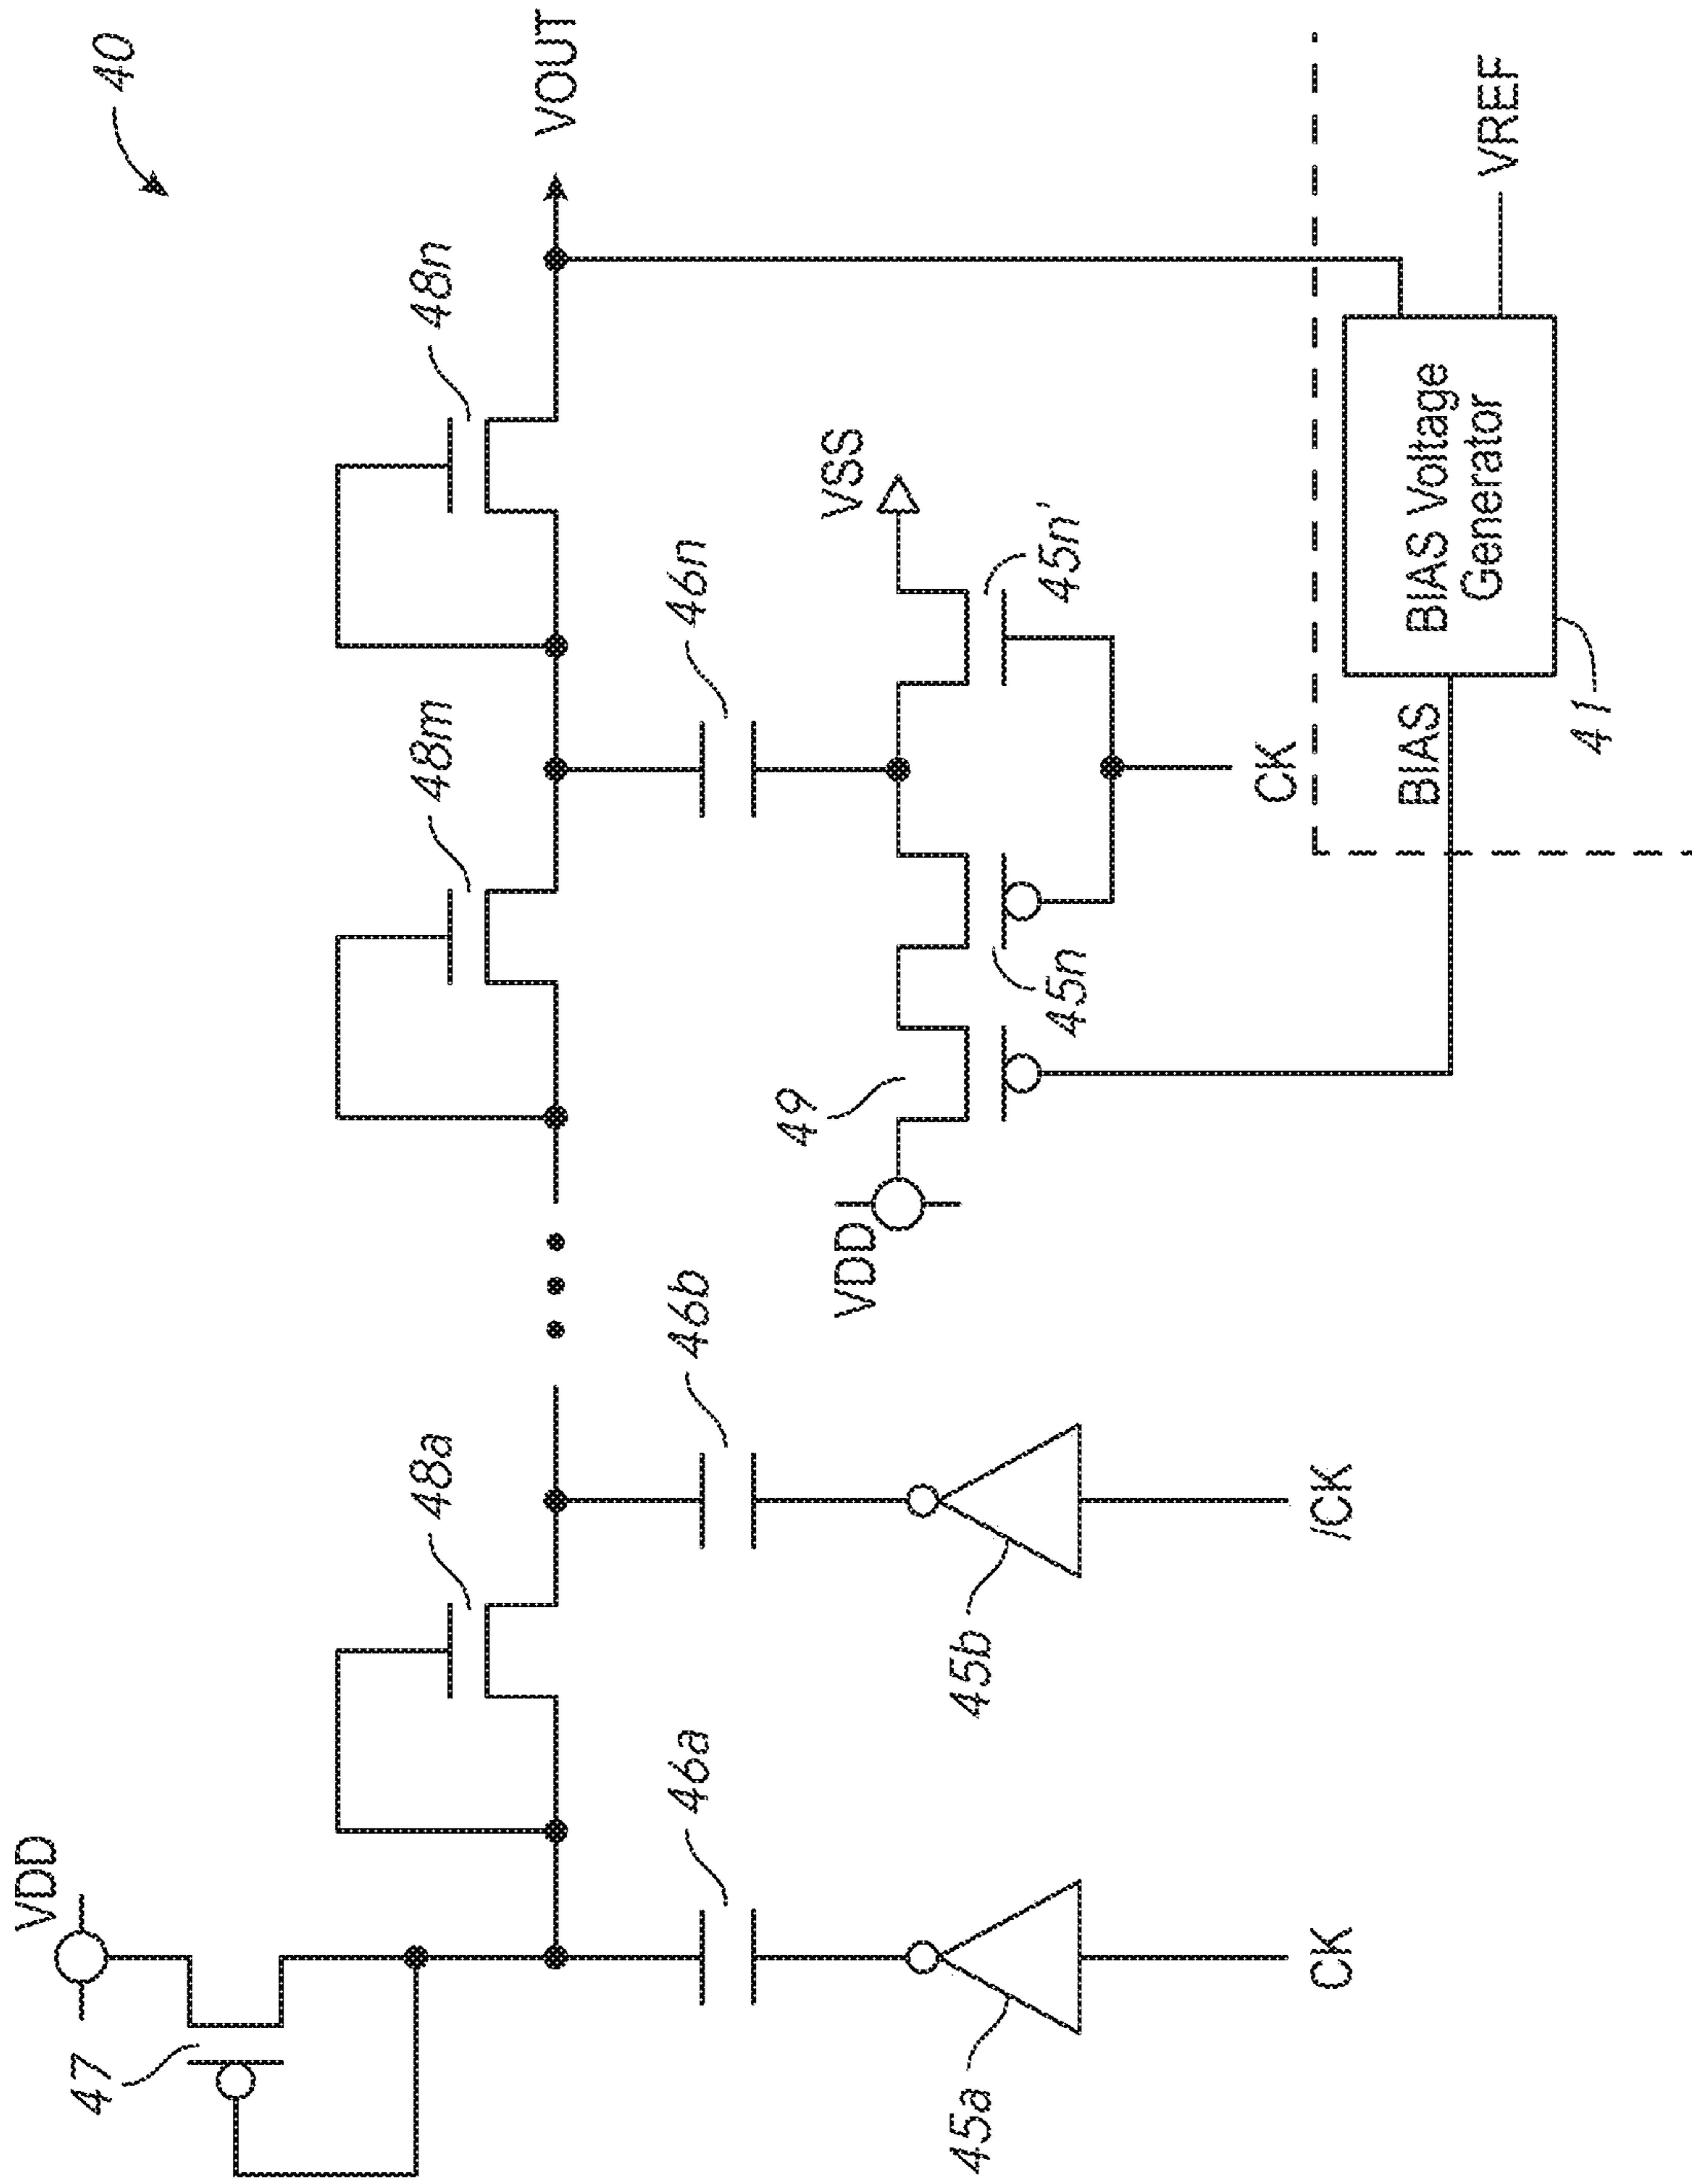 40
VDD
47
48a
48m
48n
VOUT
46a
46b
46n
VDD
49
VSS
45a
45b
45n
45n'
CK
/CK
CK
BIAS
BIAS Voltage
Generator
VREF
41